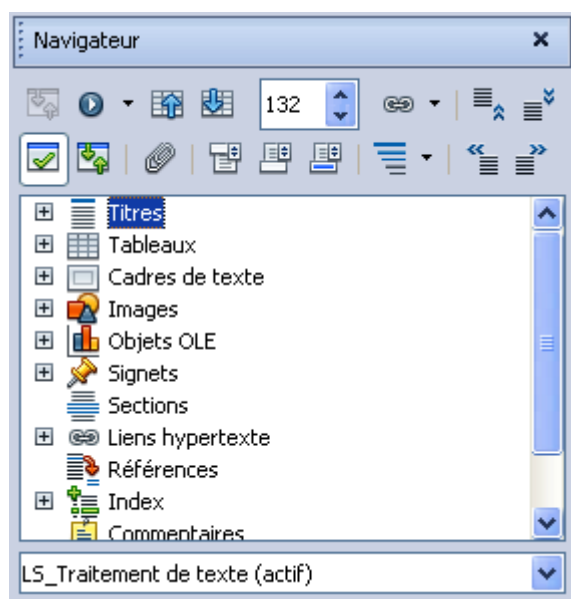 Navigateur
132
Titres
Tableaux
Cadres de texte
Images
Objets OLE
Signets
Sections
Liens hypertexte
Références
Index
Commentaires
LS_Traitement de texte (actif)